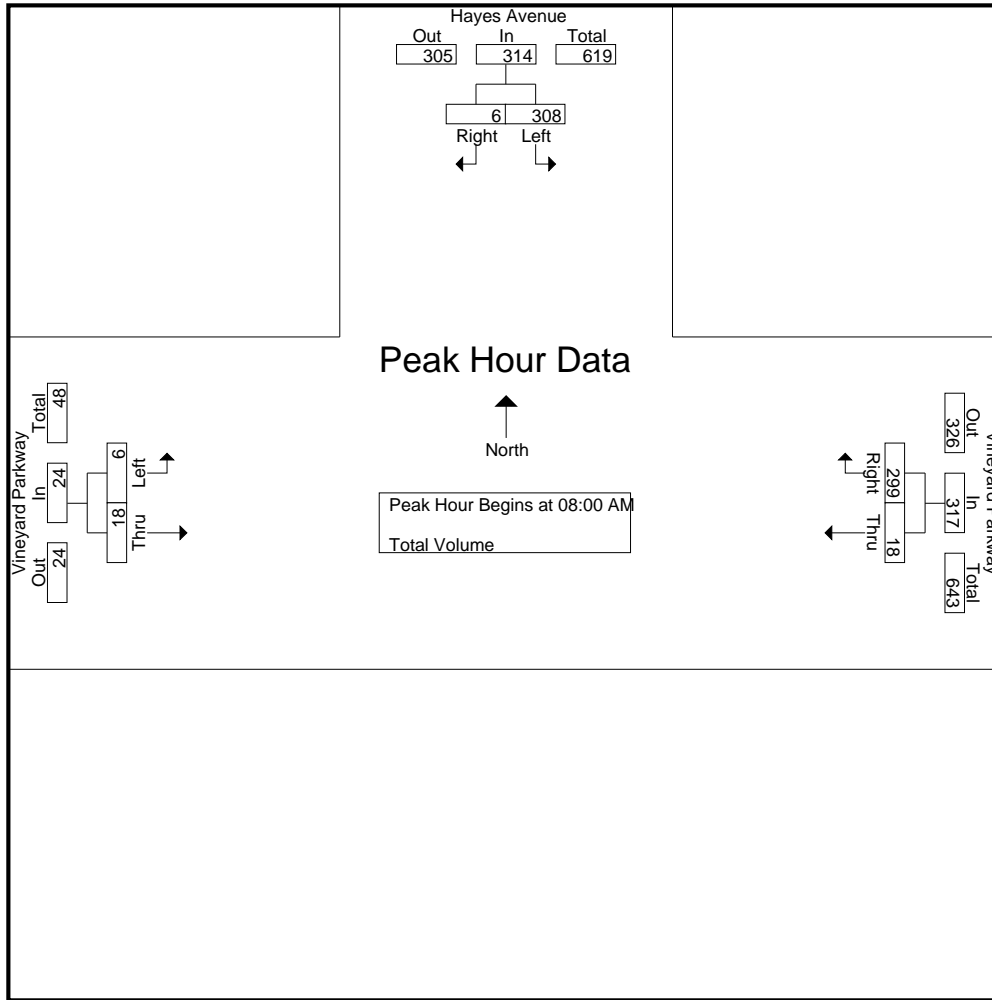 Hayes Avenue
Out In Total
305 314 619
6 308
Right Left
Peak Hour Data
North
Peak Hour Begins at 08:00 AM
Total Volume
Vineyard Parkway
Total In Out
48 24 24
6 18
Left Thru
Vineyard Parkway
Out In Total
326 317 643
299 18
Right Thru